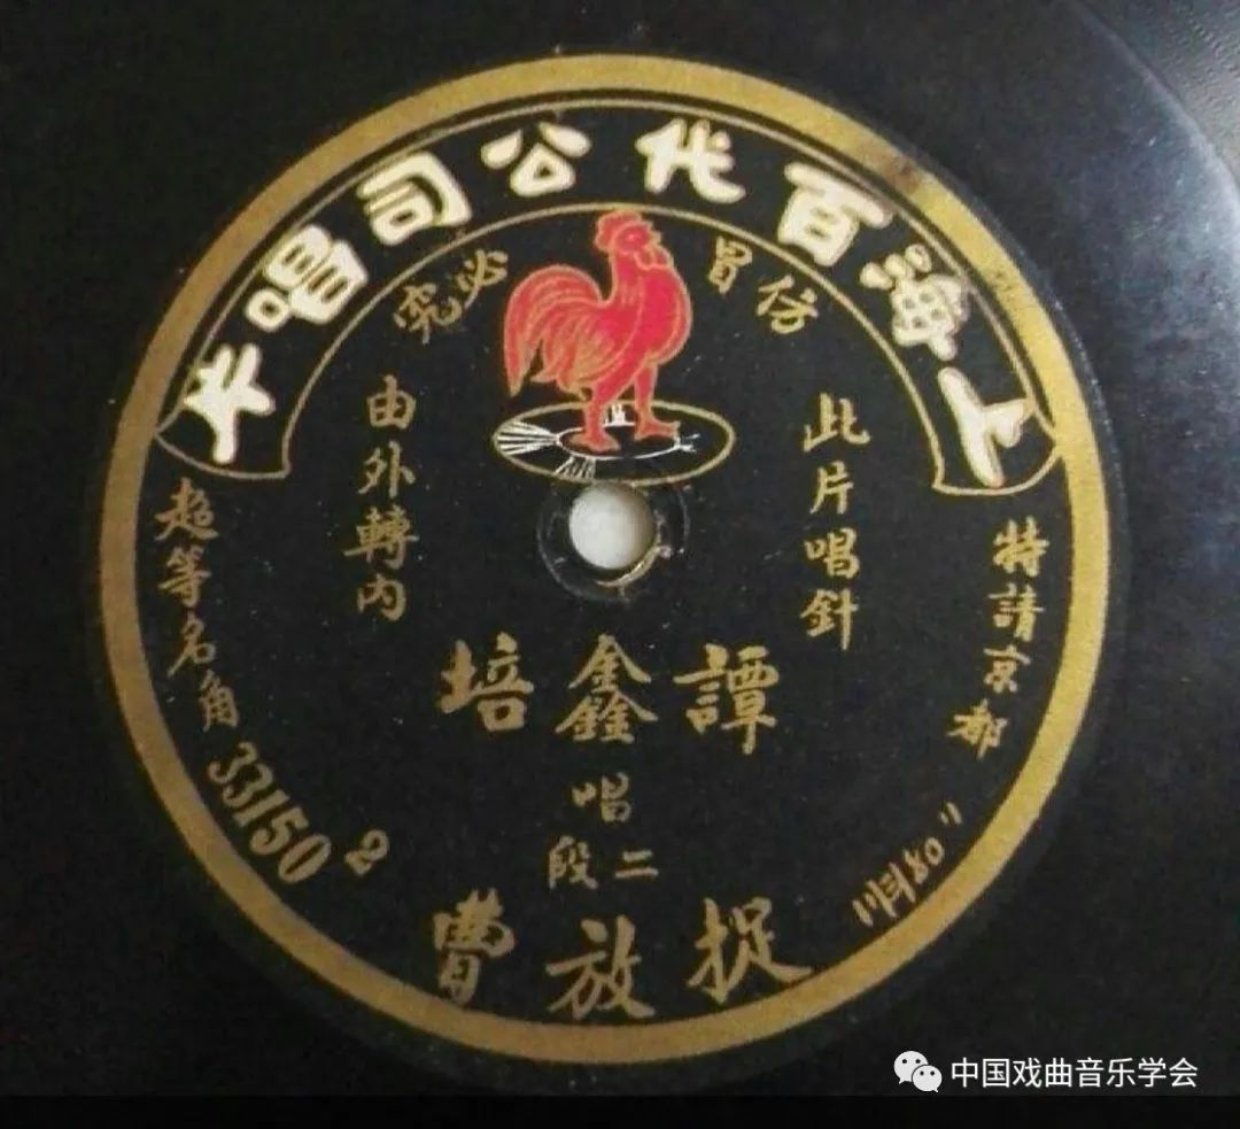 上海百代公司唱片
仿冒必究
此片唱針
由外轉內
特請京都
超等名角
33150
2
譚鑫培
唱
二段
捉放曹
中国戏曲音乐学会